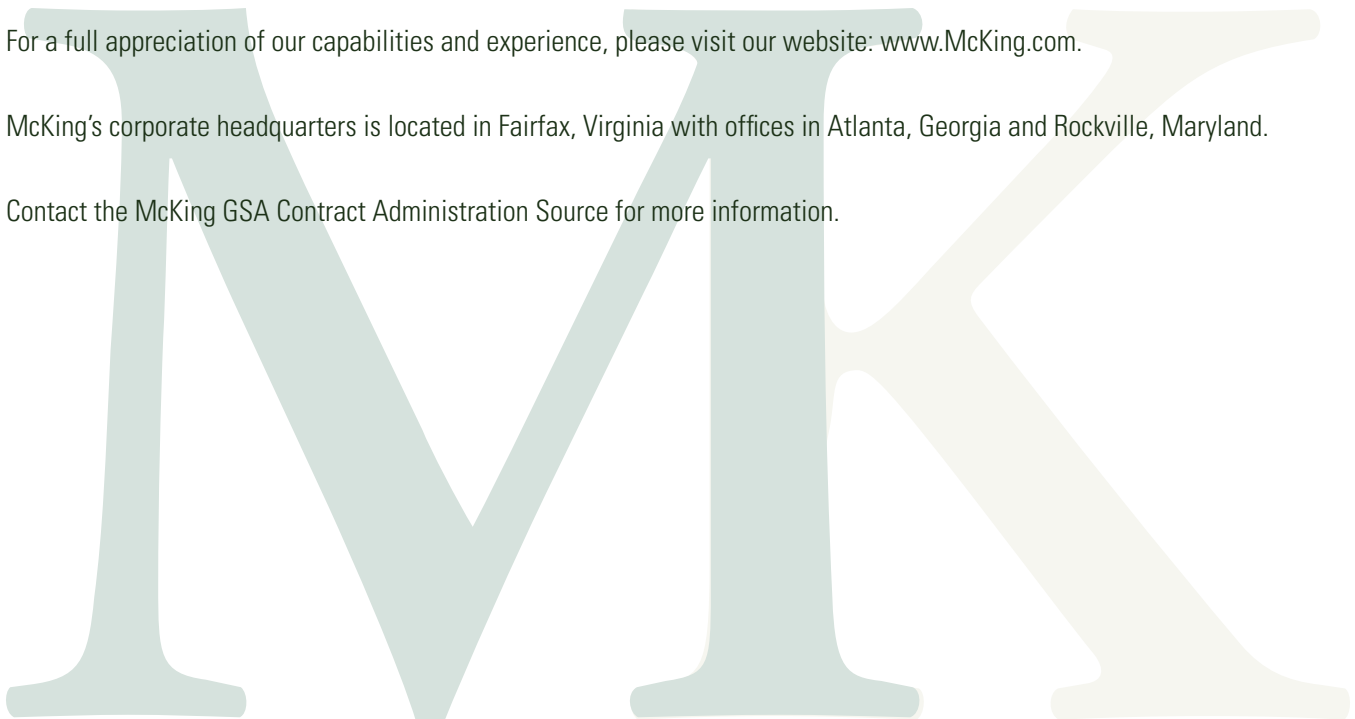 For a full appreciation of our capabilities and experience, please visit our website: www.McKing.com.
McKing’s corporate headquarters is located in Fairfax, Virginia with offices in Atlanta, Georgia and Rockville, Maryland.
Contact the McKing GSA Contract Administration Source for more information.
MK